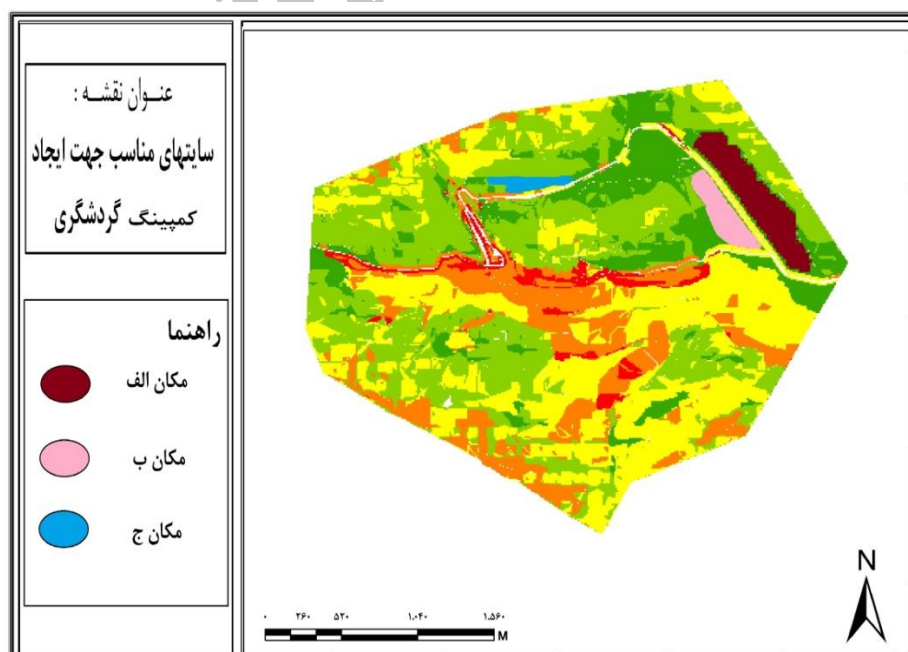 عنوان نقشه :
سایتهای مناسب جهت ایجاد
کمپینگ گردشگری
راهنما
مکان الف
مکان ب
مکان ج
۰ ۲۶۰ ۵۲۰ ۱.۰۴۰ ۱.۵۶۰
M
N